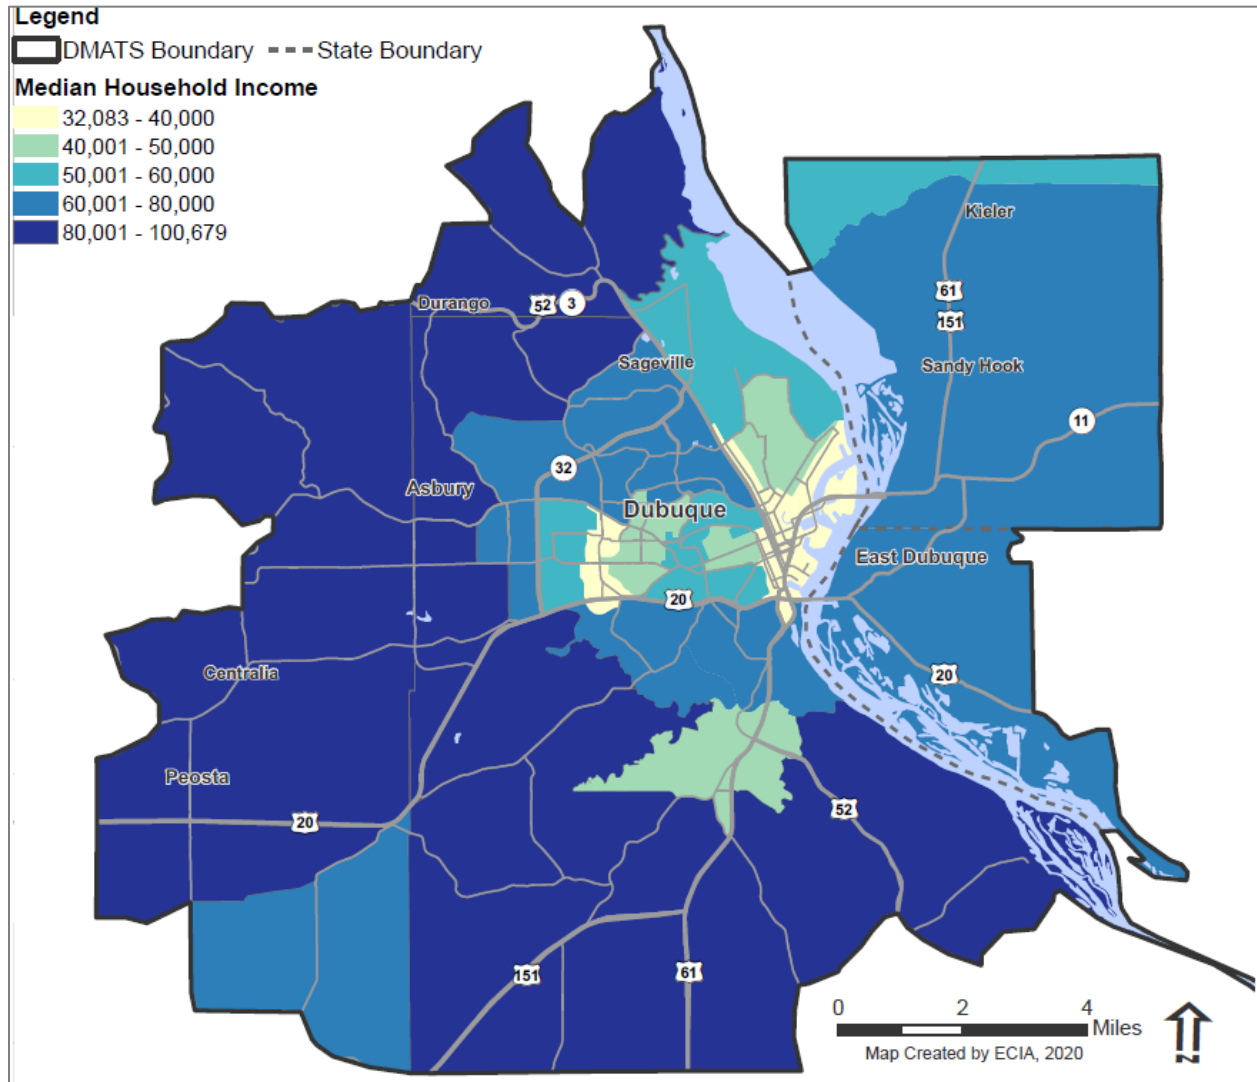 Legend
DMATS Boundary
State Boundary
Median Household Income
32,083 - 40,000
40,001 - 50,000
50,001 - 60,000
60,001 - 80,000
80,001 - 100,679
Kieler
61
151
Durango
52
3
Sageville
Sandy Hook
11
32
Asbury
Dubuque
East Dubuque
20
Centralia
20
Peosta
20
52
151
61
0 2 4
Miles
Map Created by ECIA, 2020
N